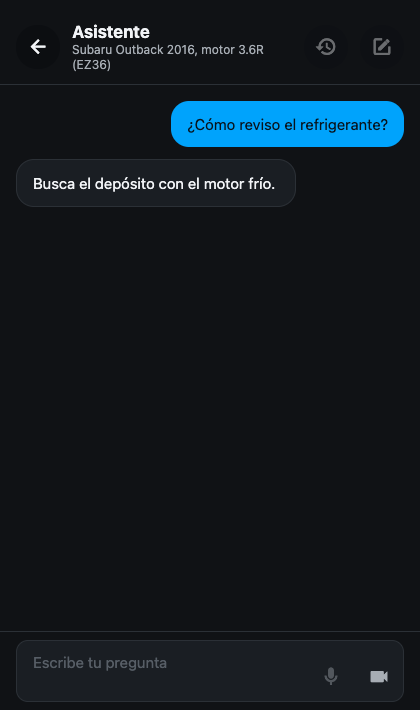 Asistente
Subaru Outback 2016, motor 3.6R
(EZ36)
¿Cómo reviso el refrigerante?
Busca el depósito con el motor frío.
Escribe tu pregunta